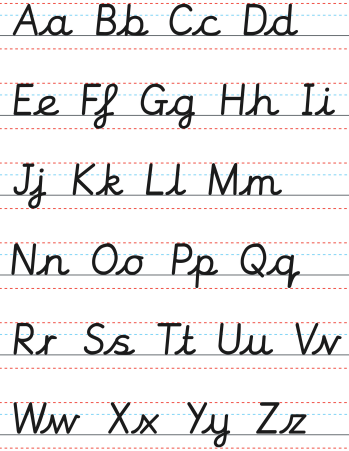 Aa Bb Cc Dd
Ee Ff Gg Hh Ii
Jj Kk Ll Mm
Nn Oo Pp Qq
Rr Ss Tt Uu Vv
Ww Xx Yy Zz